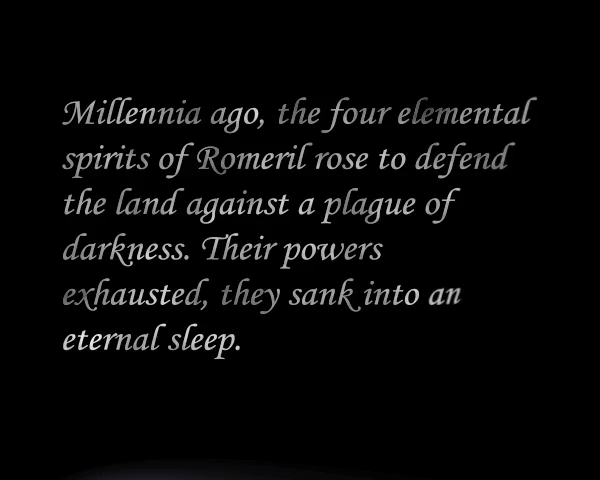 Millennia ago, the four elemental
spirits of Romeril rose to defend
the land against a plague of
darkness. Their powers
exhausted, they sank into an
eternal sleep.